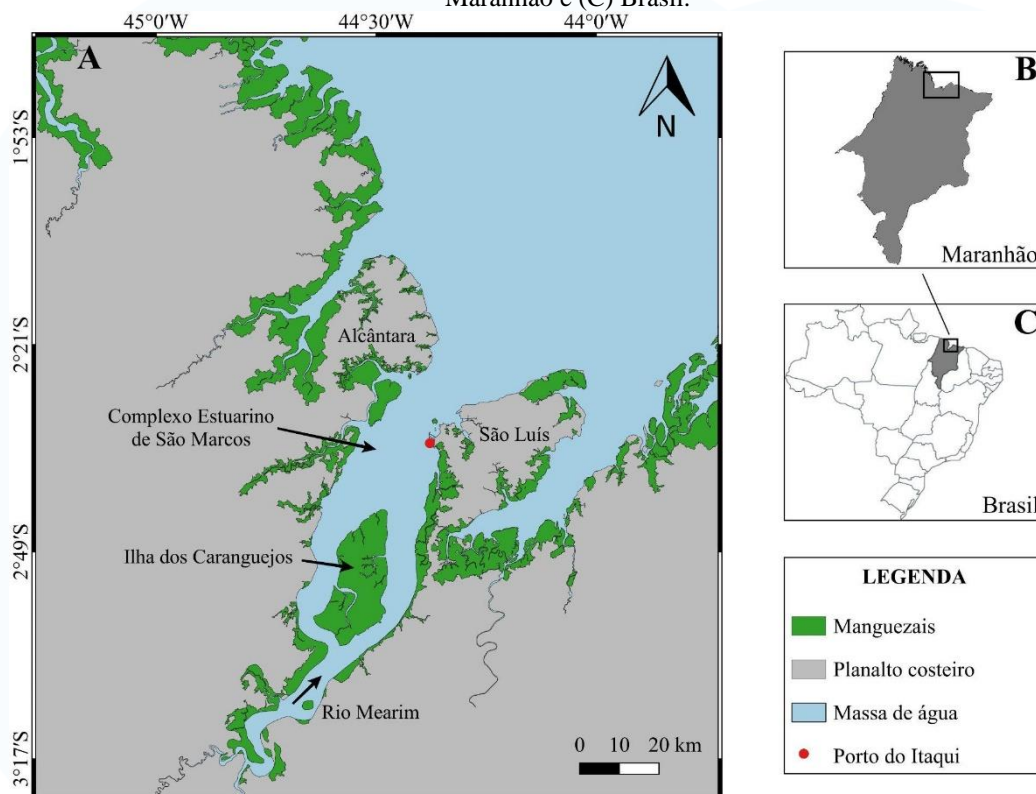 Maranhão e (C) Brasil.
45°0'W 44°30'W 44°0'W
A
N
1°53'S
2°21'S
2°49'S
3°17'S
Alcântara
Complexo Estuarino
de São Marcos
São Luís
Ilha dos Caranguejos
Rio Mearim
0 10 20 km
B
Maranhão
C
Brasil
LEGENDA
Manguezais
Planalto costeiro
Massa de água
Porto do Itaqui